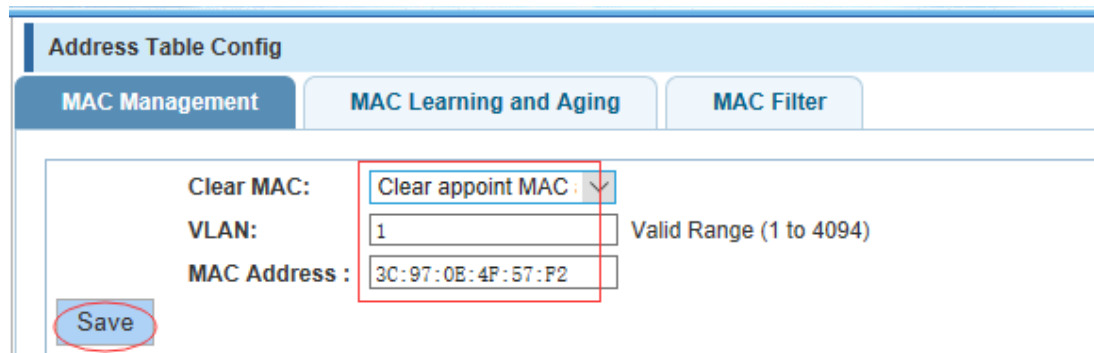 Address Table Config
MAC Management MAC Learning and Aging MAC Filter
Clear MAC: Clear appoint MAC
VLAN: 1 Valid Range (1 to 4094)
MAC Address : 3C:97:0E:4F:57:F2
Save